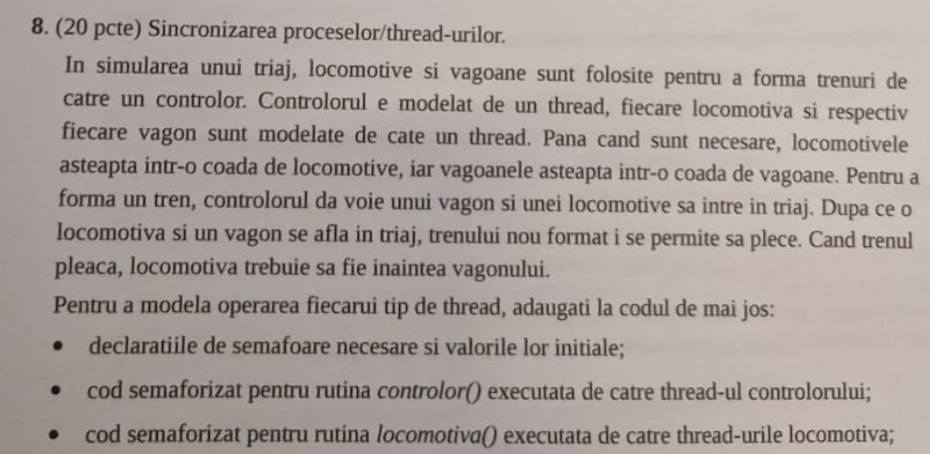 8. (20 pcte) Sincronizarea proceselor/thread-urilor.
In simularea unui triaj, locomotive si vagoane sunt folosite pentru a forma trenuri de
catre un controlor. Controlorul e modelat de un thread, fiecare locomotiva si respectiv
fiecare vagon sunt modelate de cate un thread. Pana cand sunt necesare, locomotivele
asteapta intr-o coada de locomotive, iar vagoanele asteapta intr-o coada de vagoane. Pentru a
forma un tren, controlorul da voie unui vagon si unei locomotive sa intre in triaj. Dupa ce o
locomotiva si un vagon se afla in triaj, trenului nou format i se permite sa plece. Cand trenul
pleaca, locomotiva trebuie sa fie inaintea vagonului.
Pentru a modela operarea fiecarui tip de thread, adaugati la codul de mai jos:
• declaratiile de semafoare necesare si valorile lor initiale;
• cod semaforizat pentru rutina controlor() executata de catre thread-ul controlorului;
• cod semaforizat pentru rutina locomotiva() executata de catre thread-urile locomotiva;